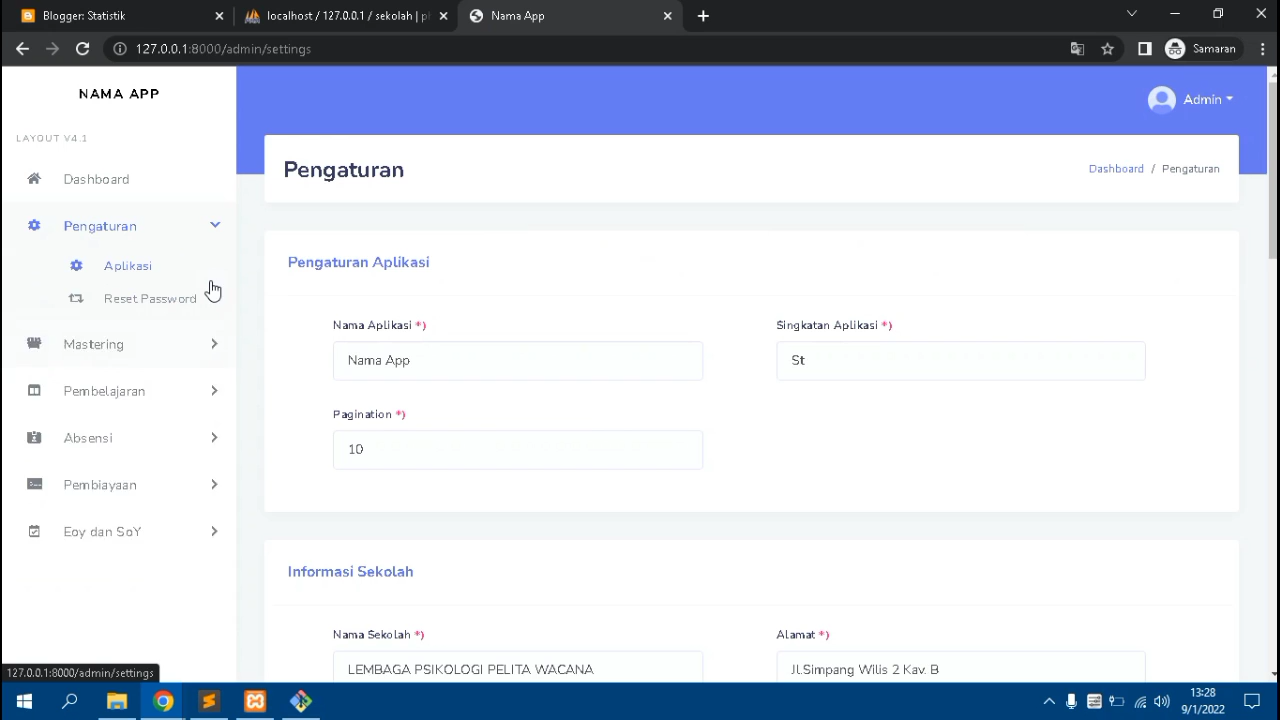 Blogger: Statistik
localhost / 127.0.0.1 / sekolah | p
Nama App
127.0.0.1:8000/admin/settings
Samaran
NAMA APP
LAYOUT V4.1
Dashboard
Pengaturan
Aplikasi
Reset Password
Mastering
Pembelajaran
Absensi
Pembiayaan
Eoy dan SoY
Admin
Pengaturan
Dashboard / Pengaturan
Pengaturan Aplikasi
Nama Aplikasi *)
Singkatan Aplikasi *)
Nama App
St
Pagination *)
10
Informasi Sekolah
Nama Sekolah *)
Alamat *)
LEMBAGA PSIKOLOGI PELITA WACANA
Jl.Simpang Wilis 2 Kav. B
127.0.0.1:8000/admin/settings
13:28
9/1/2022